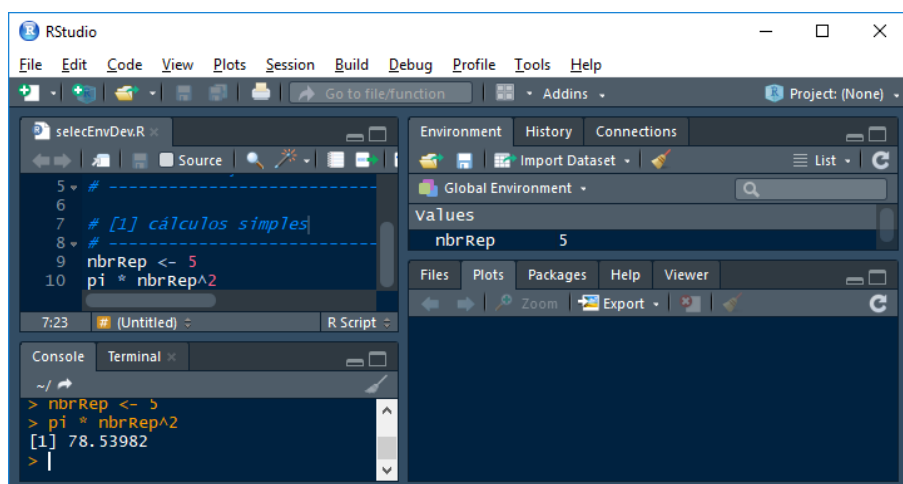 RStudio
File Edit Code View Plots Session Build Debug Profile Tools Help
Go to file/function Addins Project: (None)
selecEnvDev.R
Source
5 # ----------------------------
6
7 # [1] cálculos símples
8 # ----------------------------
9 nbrRep <- 5
10 pi * nbrRep^2
7:23 # (Untitled) R Script
Console Terminal
~/
> nbrRep <- 5
> pi * nbrRep^2
[1] 78.53982
>
Environment History Connections
Import Dataset List
Global Environment
Values
nbrRep 5
Files Plots Packages Help Viewer
Zoom Export